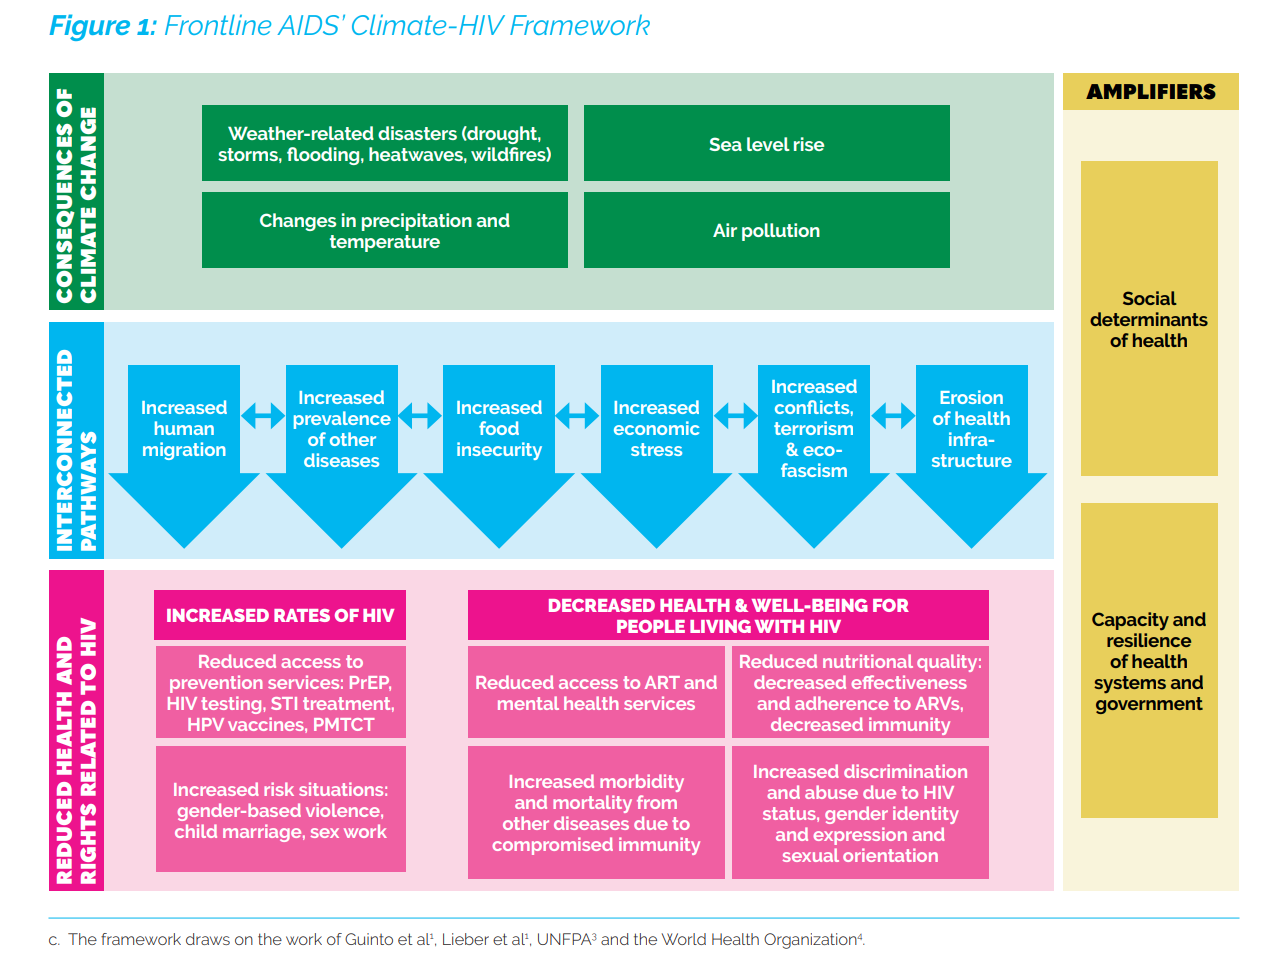 Figure 1: Frontline AIDS’ Climate-HIV Framework
CONSEQUENCES OF
CLIMATE CHANGE
Weather-related disasters (drought,
storms, flooding, heatwaves, wildfires)
Sea level rise
Changes in precipitation and
temperature
Air pollution
INTERCONNECTED
PATHWAYS
Increased
human
migration
Increased
prevalence
of other
diseases
Increased
food
insecurity
Increased
economic
stress
Increased
conflicts,
terrorism
& eco-
fascism
Erosion
of health
infra-
structure
REDUCED HEALTH AND
RIGHTS RELATED TO HIV
INCREASED RATES OF HIV
Reduced access to
prevention services: PrEP,
HIV testing, STI treatment,
HPV vaccines, PMTCT
Increased risk situations:
gender-based violence,
child marriage, sex work
DECREASED HEALTH & WELL-BEING FOR
PEOPLE LIVING WITH HIV
Reduced access to ART and
mental health services
Reduced nutritional quality:
decreased effectiveness
and adherence to ARVs,
decreased immunity
Increased morbidity
and mortality from
other diseases due to
compromised immunity
Increased discrimination
and abuse due to HIV
status, gender identity
and expression and
sexual orientation
AMPLIFIERS
Social
determinants
of health
Capacity and
resilience
of health
systems and
government
c. The framework draws on the work of Guinto et al¹, Lieber et al¹, UNFPA³ and the World Health Organization⁴.